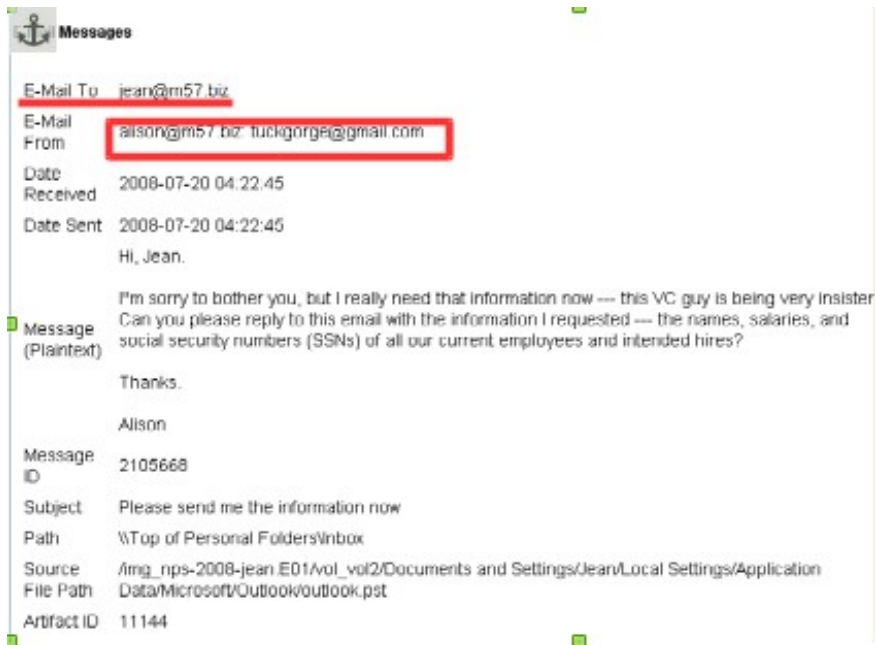 Messages
E-Mail To jean@m57.biz
E-Mail From alison@m57.biz: tuckgorge@gmail.com
Date Received 2008-07-20 04:22:45
Date Sent 2008-07-20 04:22:45
Message (Plaintext)
Hi, Jean.
I'm sorry to bother you, but I really need that information now --- this VC guy is being very insister
Can you please reply to this email with the information I requested --- the names, salaries, and
social security numbers (SSNs) of all our current employees and intended hires?
Thanks.
Alison
Message ID 2105668
Subject Please send me the information now
Path \\Top of Personal Folders\Inbox
Source File Path /img_nps-2008-jean.E01/vol_vol2/Documents and Settings/Jean/Local Settings/Application
Data/Microsoft/Outlook/outlook.pst
Artifact ID 11144